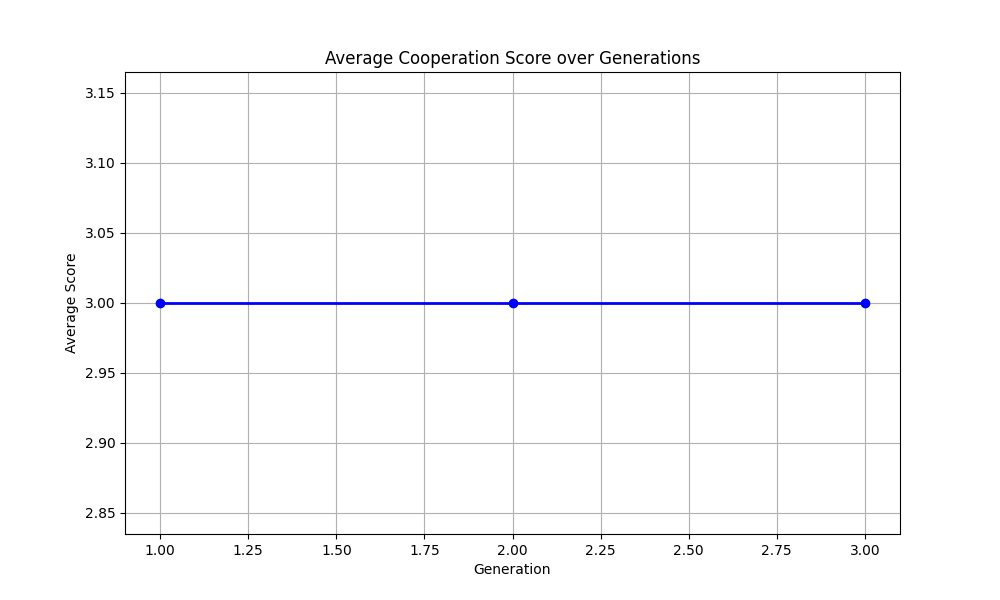 Average Cooperation Score over Generations
3.15
3.10
3.05
3.00
2.95
2.90
2.85
Average Score
1.00 1.25 1.50 1.75 2.00 2.25 2.50 2.75 3.00
Generation